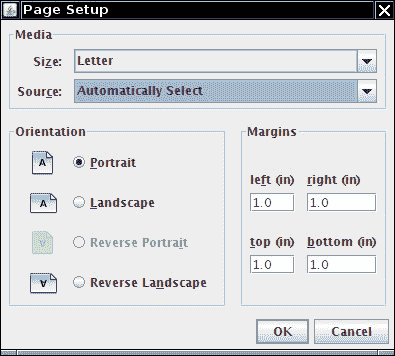 Page Setup
Media
Size: Letter
Source: Automatically Select
Orientation
A Portrait
A Landscape
A Reverse Portrait
A Reverse Landscape
Margins
left (in) right (in)
1.0 1.0
top (in) bottom (in)
1.0 1.0
OK Cancel